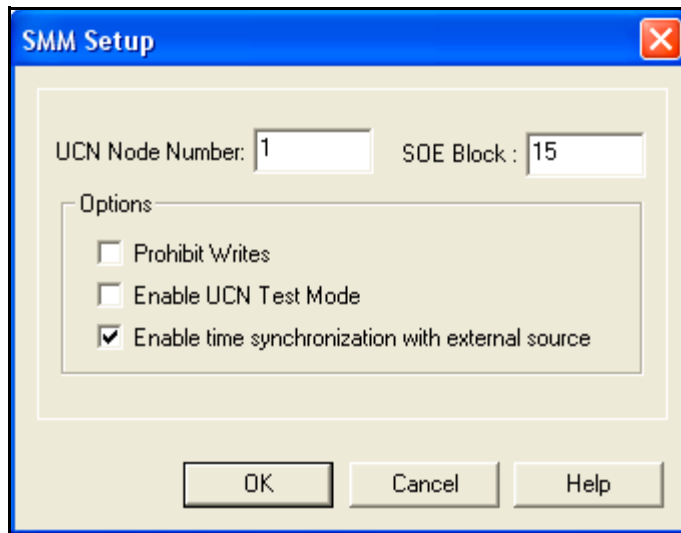 SMM Setup
UCN Node Number: 1 SOE Block : 15
Options
Prohibit Writes
Enable UCN Test Mode
Enable time synchronization with external source
OK Cancel Help